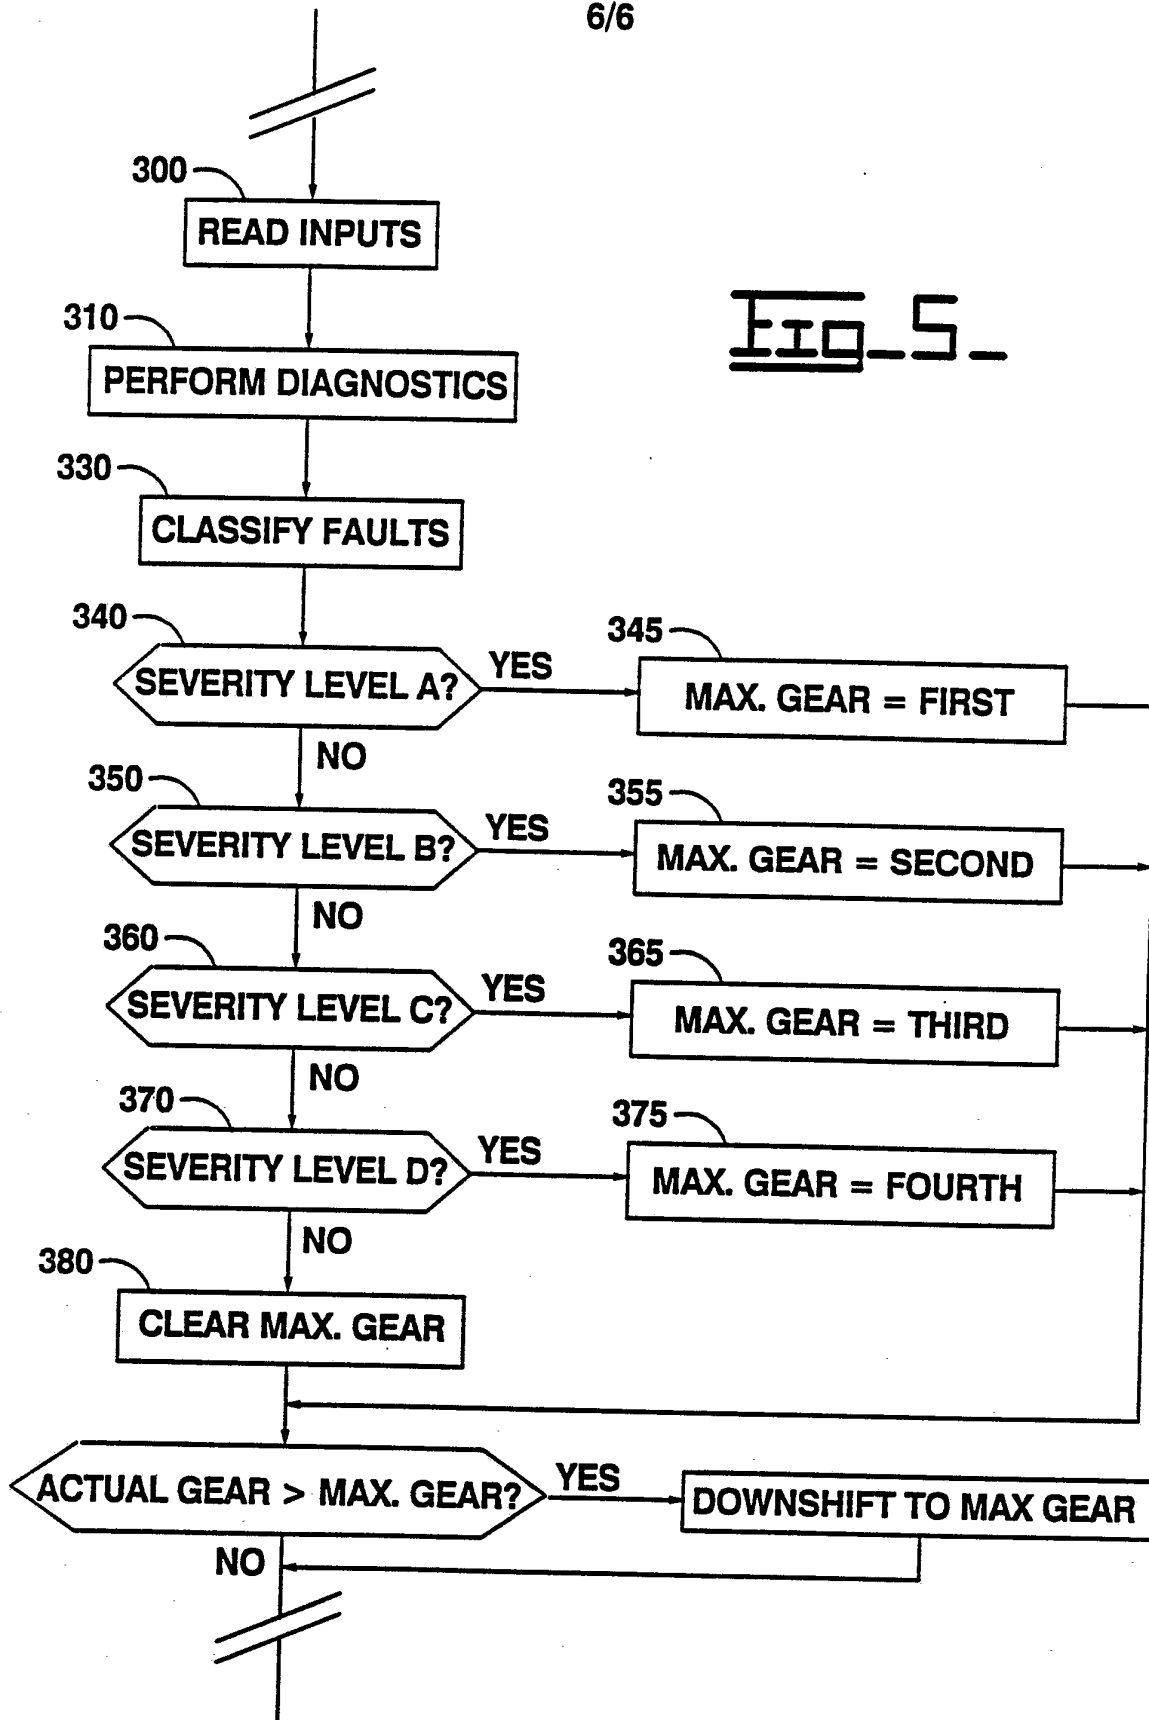 6/6
300
READ INPUTS
Fig_5_
310
PERFORM DIAGNOSTICS
330
CLASSIFY FAULTS
340
SEVERITY LEVEL A?
YES
345
MAX. GEAR = FIRST
NO
350
SEVERITY LEVEL B?
YES
355
MAX. GEAR = SECOND
NO
360
SEVERITY LEVEL C?
YES
365
MAX. GEAR = THIRD
NO
370
SEVERITY LEVEL D?
YES
375
MAX. GEAR = FOURTH
NO
380
CLEAR MAX. GEAR
ACTUAL GEAR > MAX. GEAR?
YES
DOWNSHIFT TO MAX GEAR
NO